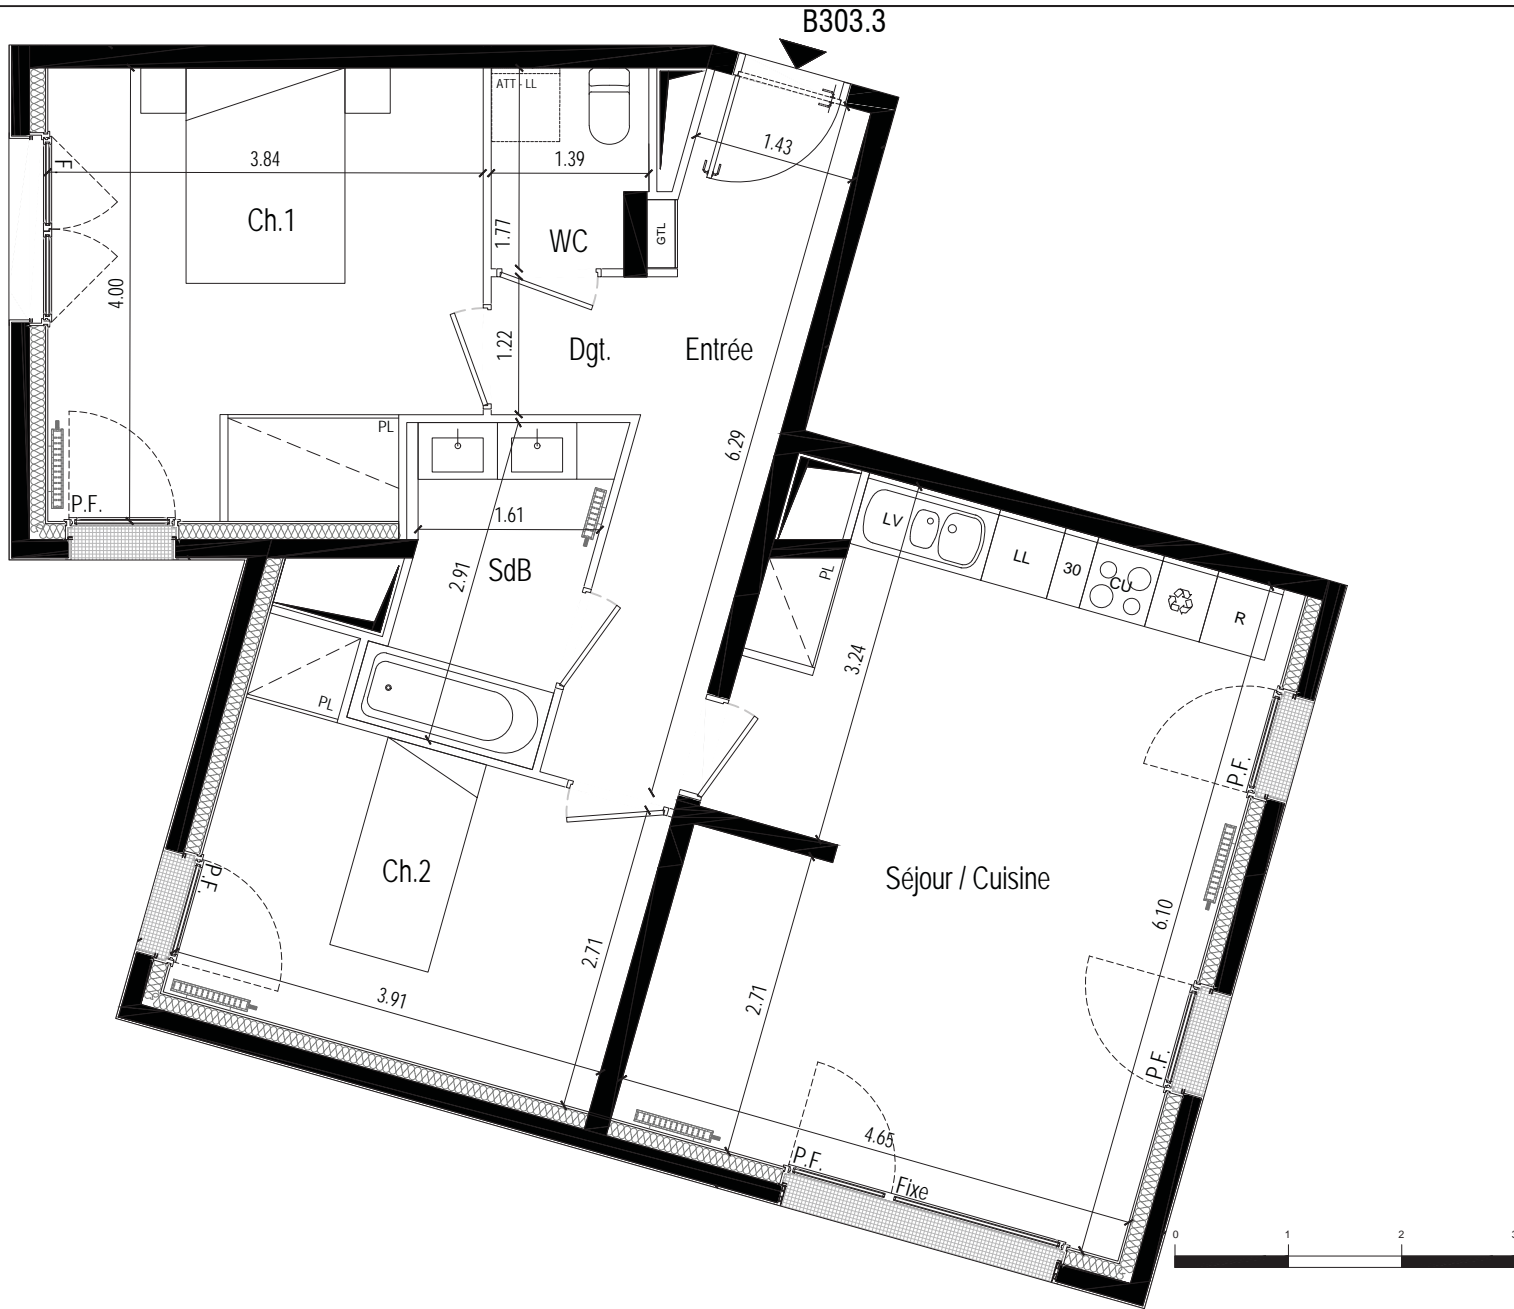 B303.3
ATT - LL
F.
3.84
1.39
1.43
Ch.1
WC
1.77
GTL
4.00
1.22
Dgt.
Entrée
PL
6.29
P.F.
1.61
SdB
2.91
LV
LL
30
CU
R
PL
3.24
PL
P.F.
Ch.2
P.F.
Séjour / Cuisine
6.10
2.71
3.91
2.71
P.F.
4.65
P.F.
Fixe
0 1 2 3